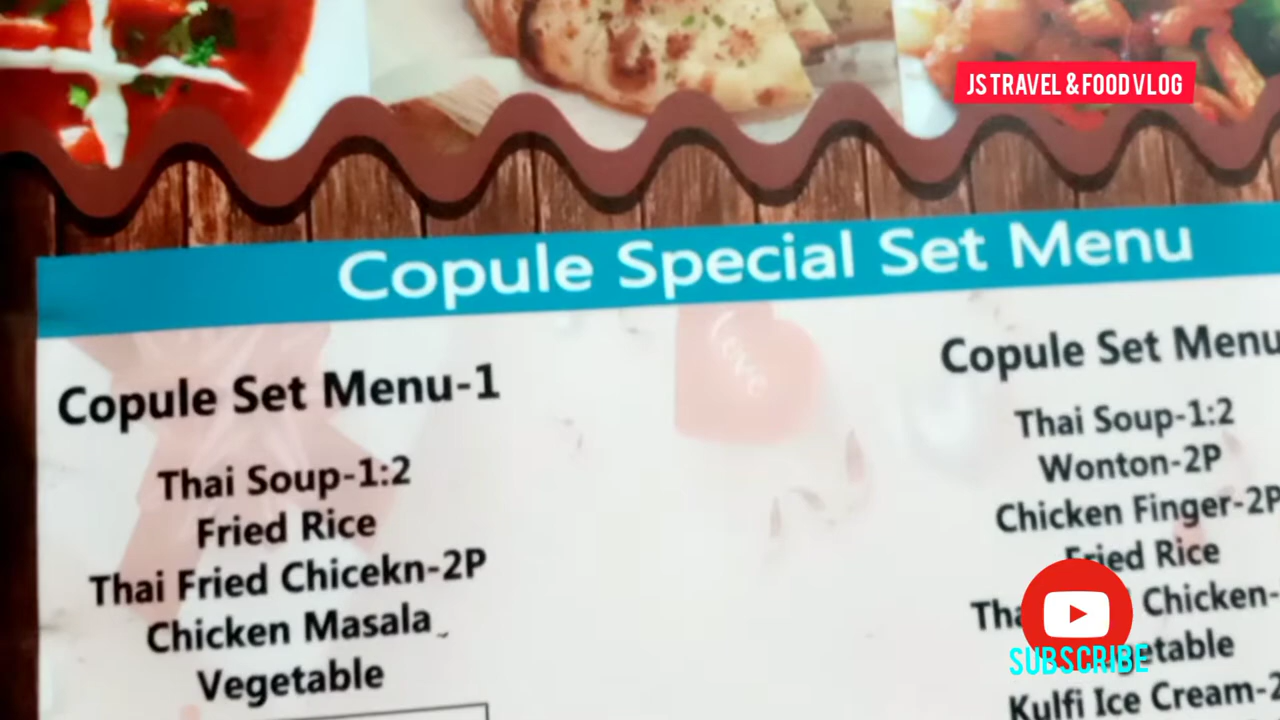 JS TRAVEL & FOOD VLOG
Copule Special Set Menu
Copule Set Menu-1
Thai Soup-1:2
Fried Rice
Thai Fried Chicekn-2P
Chicken Masala
Vegetable
Love
Copule Set Menu
Thai Soup-1:2
Wonton-2P
Chicken Finger-2P
Fried Rice
Chicken-
Kulfi Ice Cream-2
SUBSCRIBE